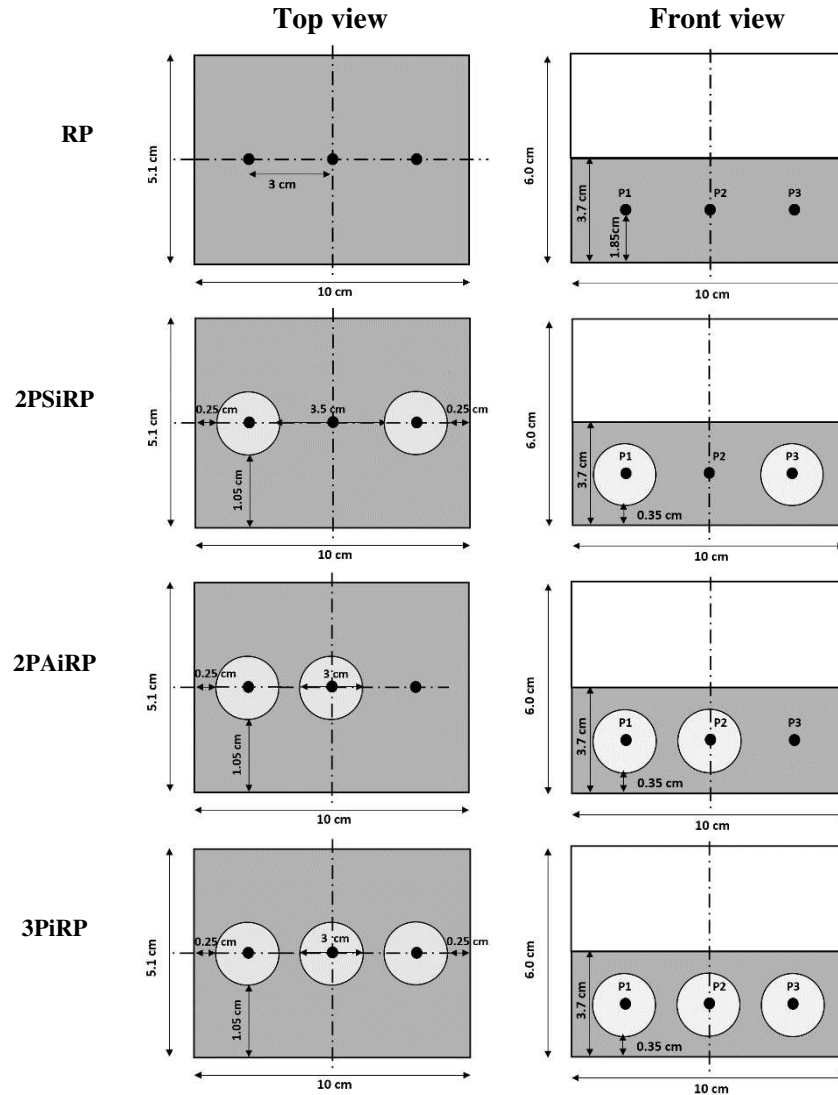 Top view
Front view
RP
5.1 cm
3 cm
10 cm
6.0 cm
3.7 cm
P1
P2
P3
1.85cm
10 cm
2PSiRP
5.1 cm
0.25 cm
3.5 cm
0.25 cm
1.05 cm
10 cm
6.0 cm
3.7 cm
P1
P2
P3
0.35 cm
10 cm
2PAiRP
5.1 cm
0.25 cm
3 cm
1.05 cm
10 cm
6.0 cm
3.7 cm
P1
P2
P3
0.35 cm
10 cm
3PiRP
5.1 cm
0.25 cm
3 cm
0.25 cm
1.05 cm
10 cm
6.0 cm
3.7 cm
P1
P2
P3
0.35 cm
10 cm